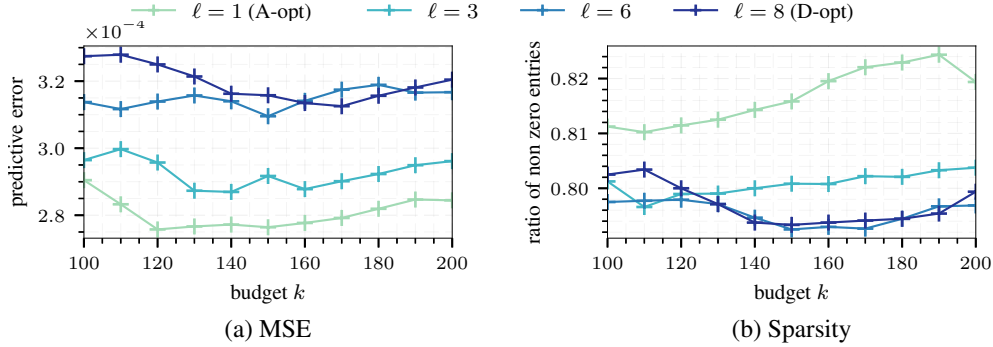 ℓ = 1 (A-opt) ℓ = 3 ℓ = 6 ℓ = 8 (D-opt)
×10⁻⁴
predictive error
3.2
3.0
2.8
100 120 140 160 180 200
budget k
(a) MSE
ratio of non zero entries
0.82
0.81
0.80
100 120 140 160 180 200
budget k
(b) Sparsity